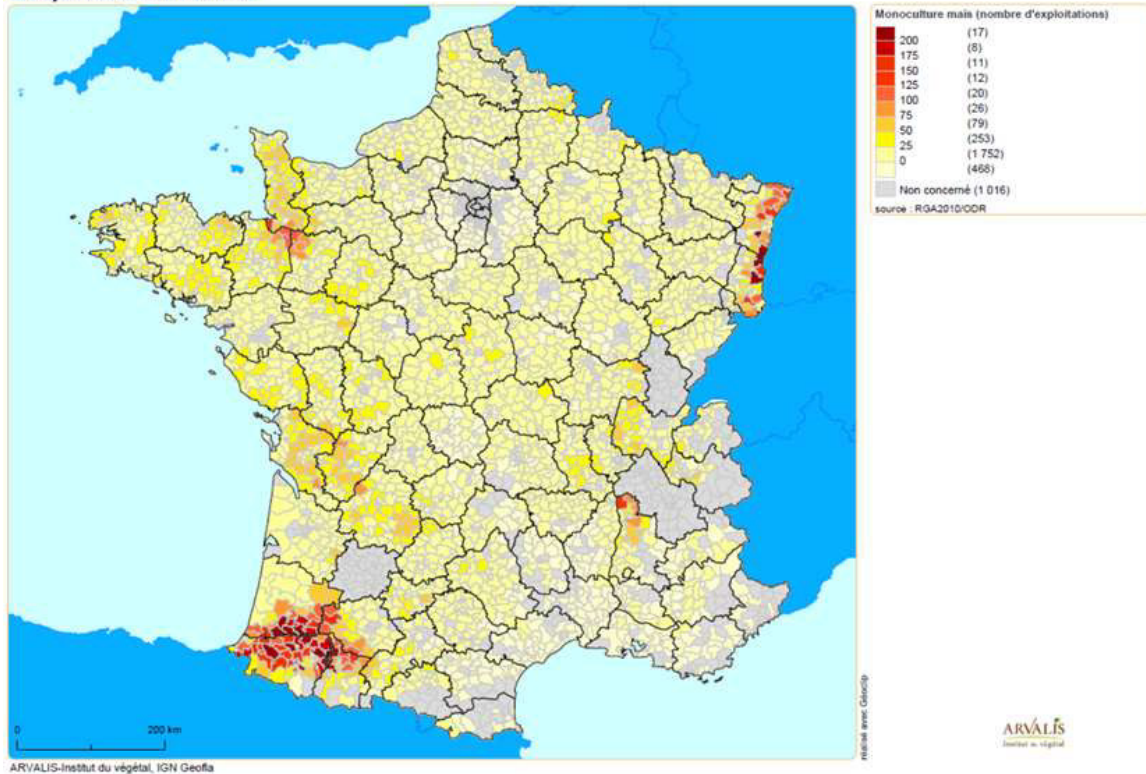 Monoculture mais (nombre d'exploitations)
(17)
200
(8)
175
(11)
150
(12)
125
(20)
100
(26)
75
(79)
50
(253)
25
(1 752)
0
(468)
Non concerné (1 016)
source : RGA2010/ODR
0 200 km
réalisé avec Géoclip
ARVALIS
Institut du végétal
ARVALIS-Institut du végétal, IGN Geofla